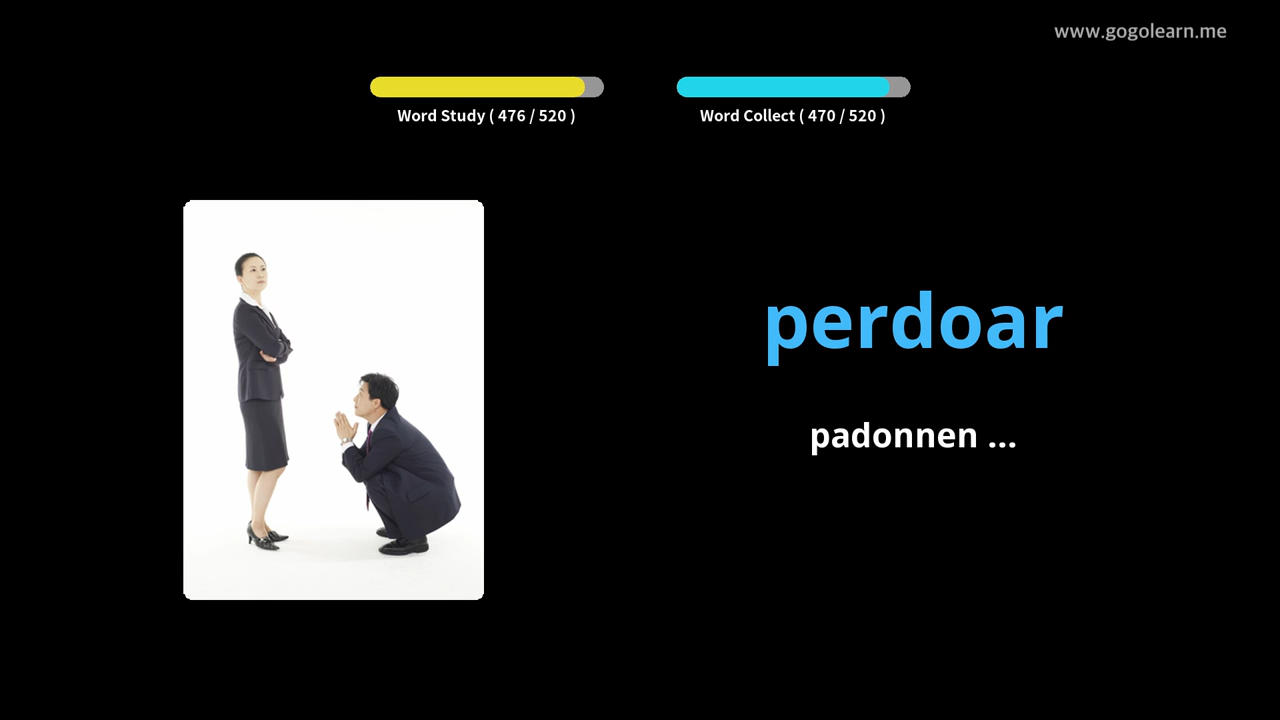 www.gogolearn.me
Word Study ( 476 / 520 )
Word Collect ( 470 / 520 )
perdoar
padonnen ...